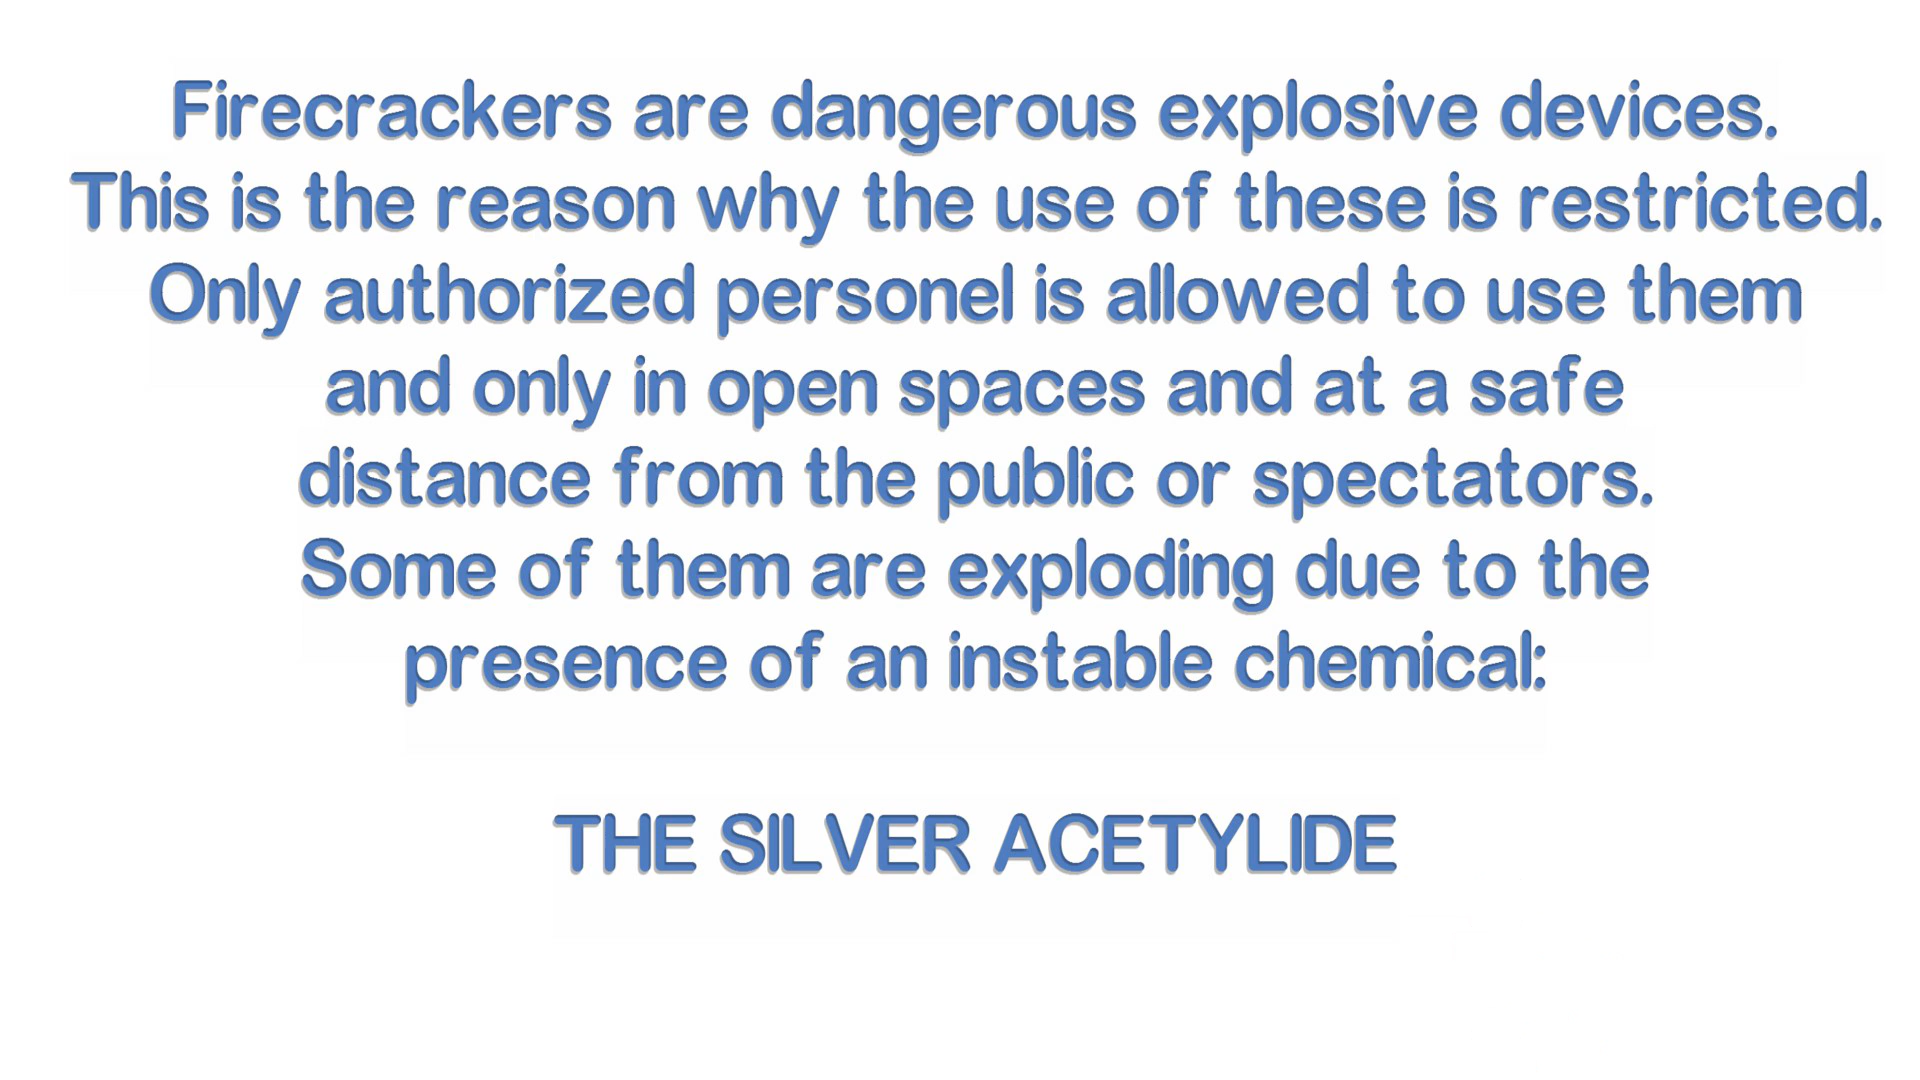 Firecrackers are dangerous explosive devices.
This is the reason why the use of these is restricted.
Only authorized personel is allowed to use them
and only in open spaces and at a safe
distance from the public or spectators.
Some of them are exploding due to the
presence of an instable chemical:
THE SILVER ACETYLIDE